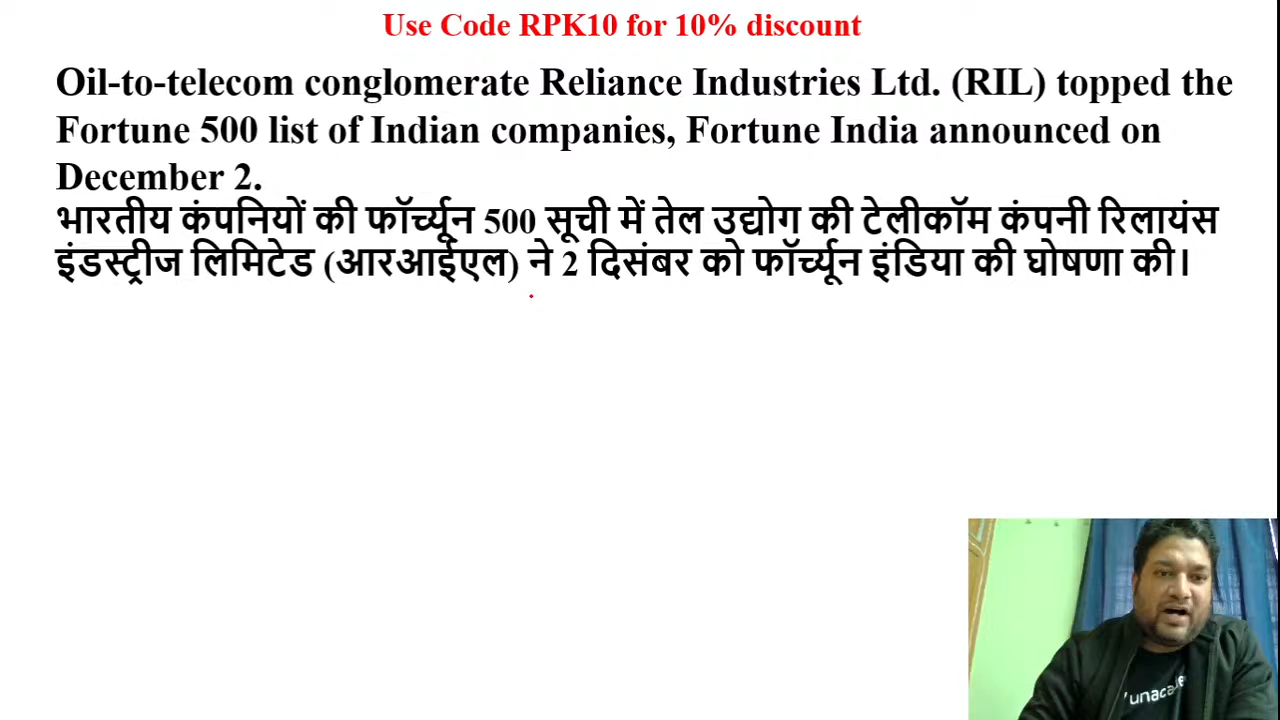 Use Code RPK10 for 10% discount
Oil-to-telecom conglomerate Reliance Industries Ltd. (RIL) topped the
Fortune 500 list of Indian companies, Fortune India announced on
December 2.
भारतीय कंपनियों की फॉर्च्यून 500 सूची में तेल उद्योग की टेलीकॉम कंपनी रिलायंस
इंडस्ट्रीज लिमिटेड (आरआईएल) ने 2 दिसंबर को फॉर्च्यून इंडिया की घोषणा की।